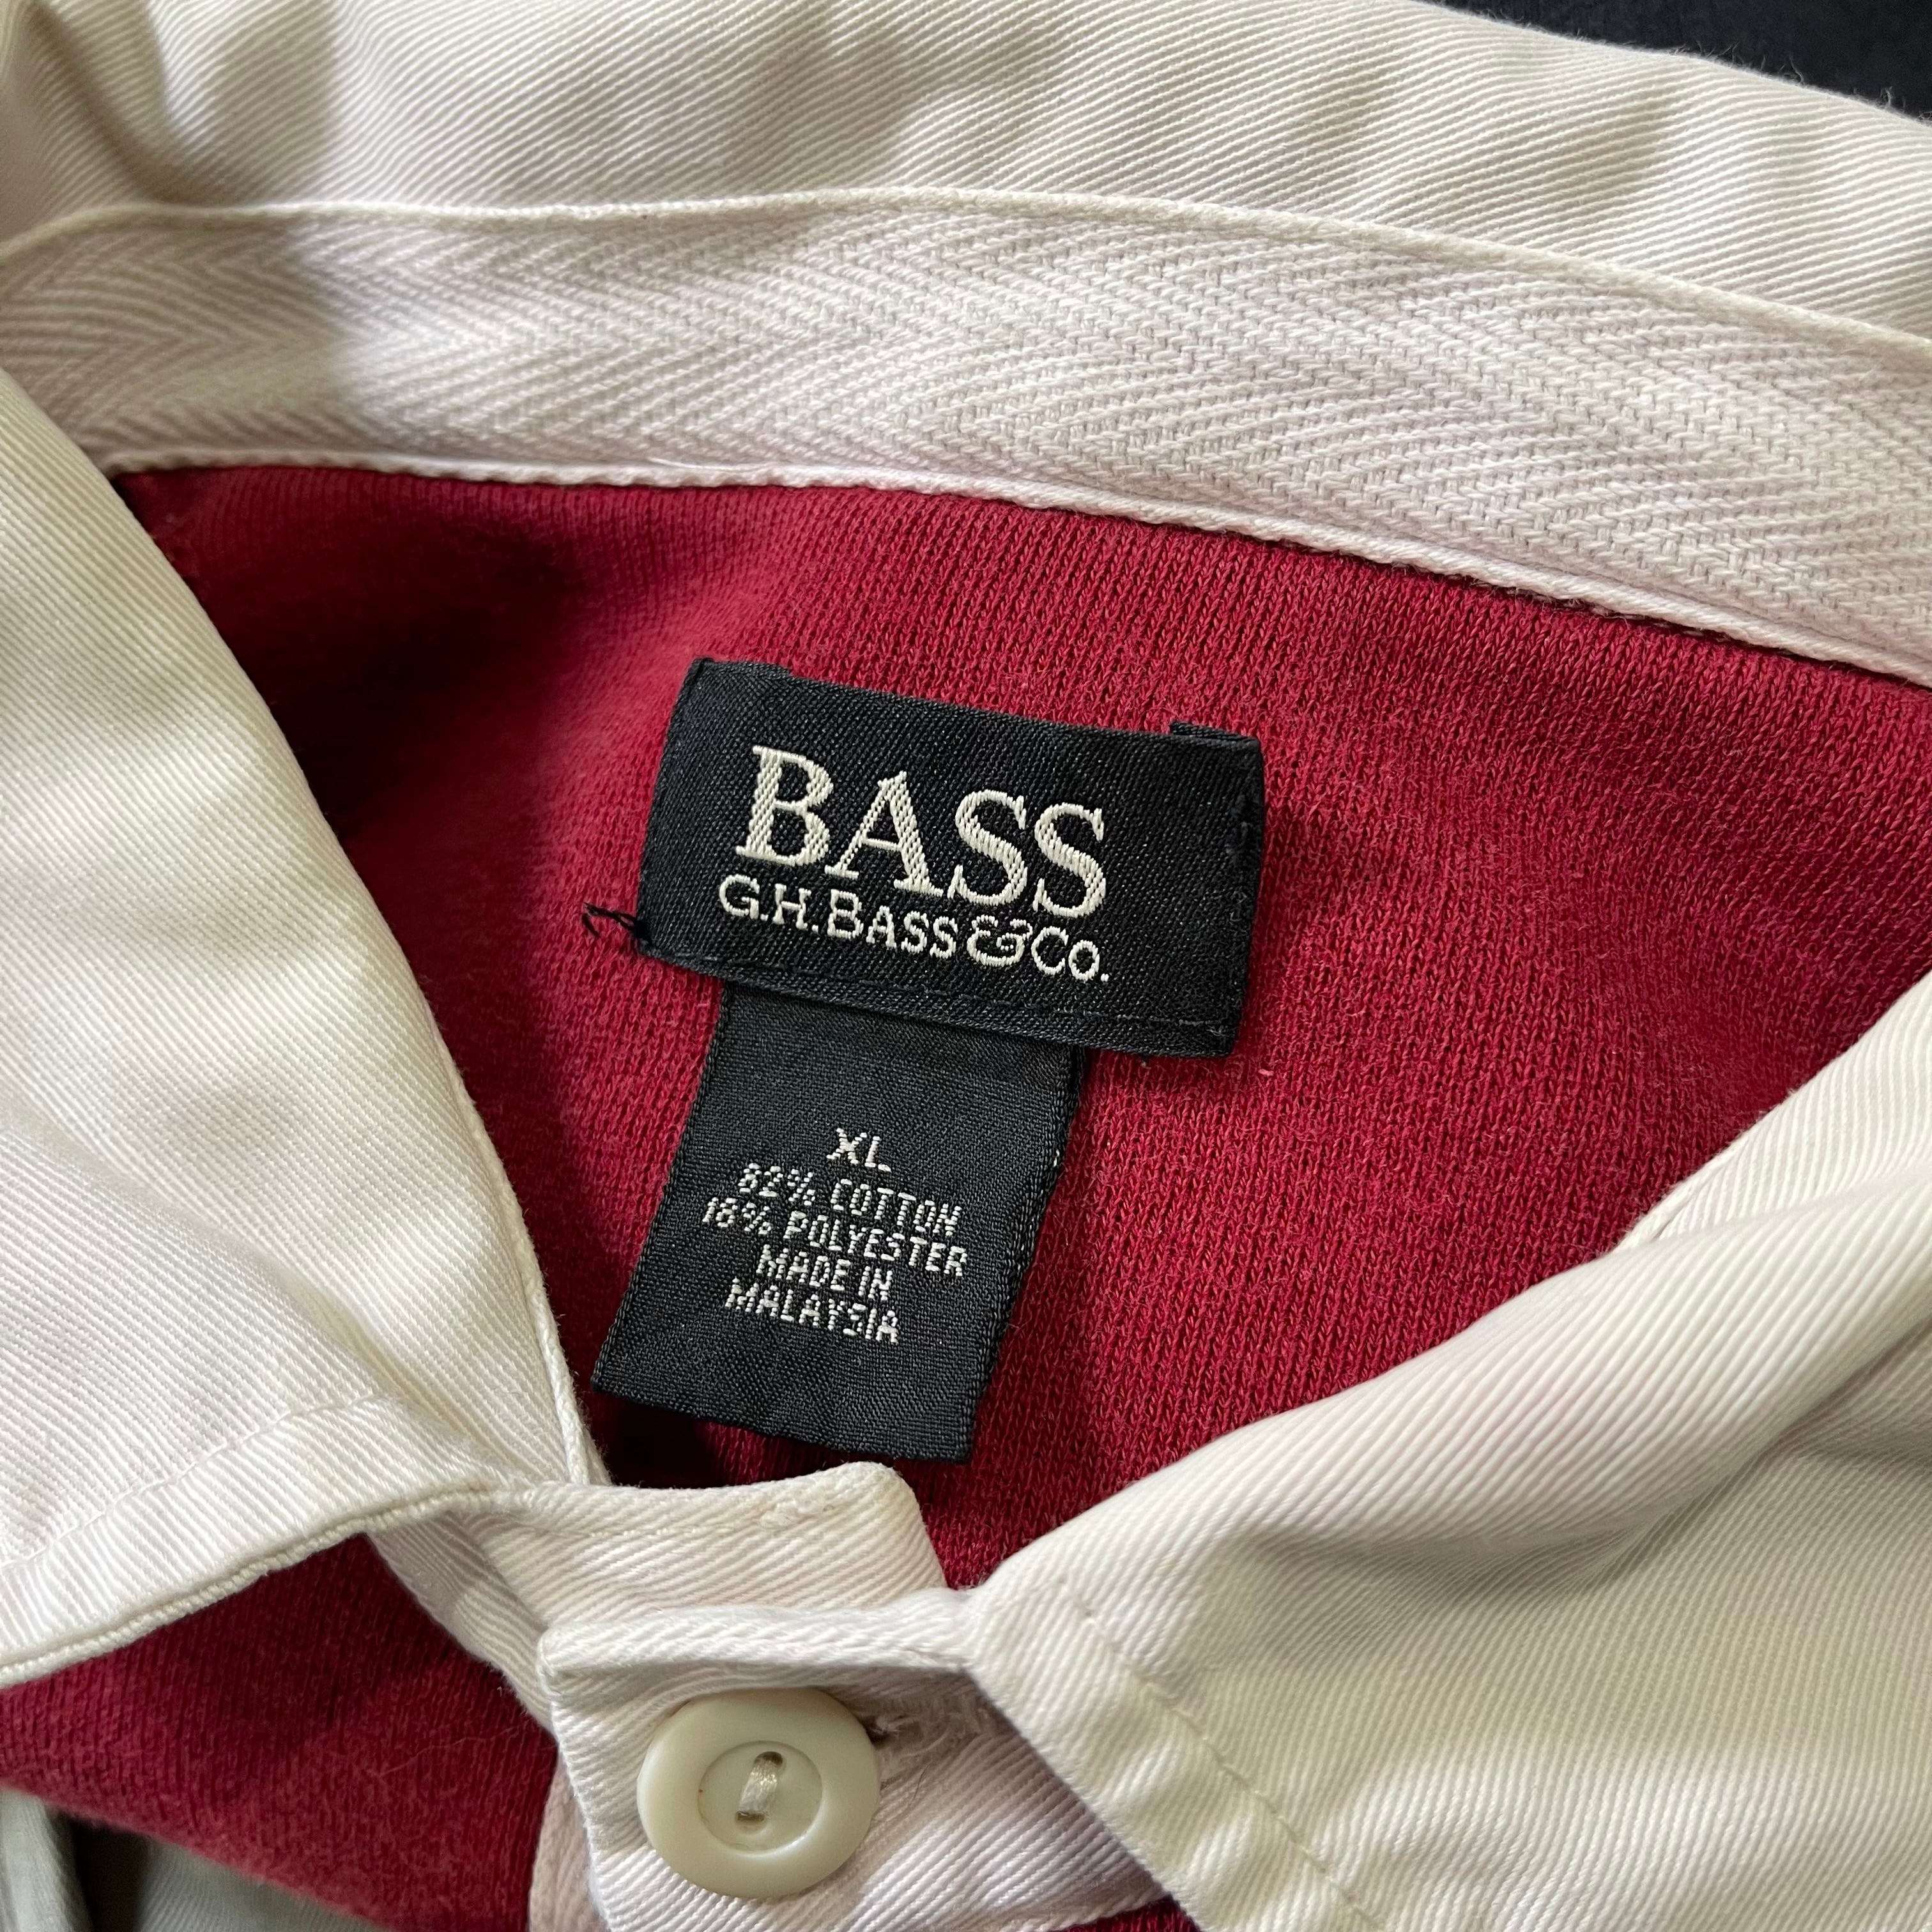 BASS
G.H.BASS&CO.
XL
82% COTTON
18% POLYESTER
MADE IN
MALAYSIA